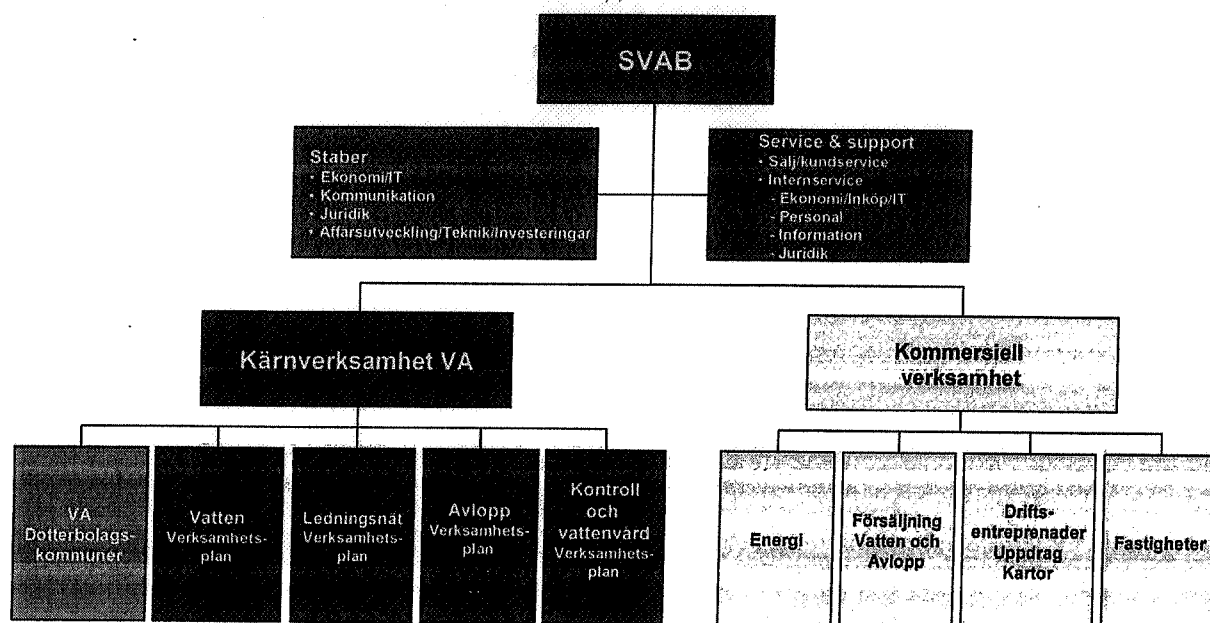 SVAB
Staber
• Ekonomi/IT
• Kommunikation
• Juridik
• Affärsutveckling/Teknik/Investeringar
Service & support
• Sälj/kundservice
• Internservice
- Ekonomi/Inköp/IT
- Personal
- Information
- Juridik
Kärnverksamhet VA
Kommersiell
verksamhet
VA
Dotterbolags-
kommuner
Vatten
Verksamhets-
plan
Ledningsnät
Verksamhets-
plan
Avlopp
Verksamhets-
plan
..
Kontroll
och
vattenvård
Verksamhets-
plan
Energi
Försäljning
Vatten och
Avlopp
Drifts-
entreprenader
Uppdrag
Kartor
Fastigheter